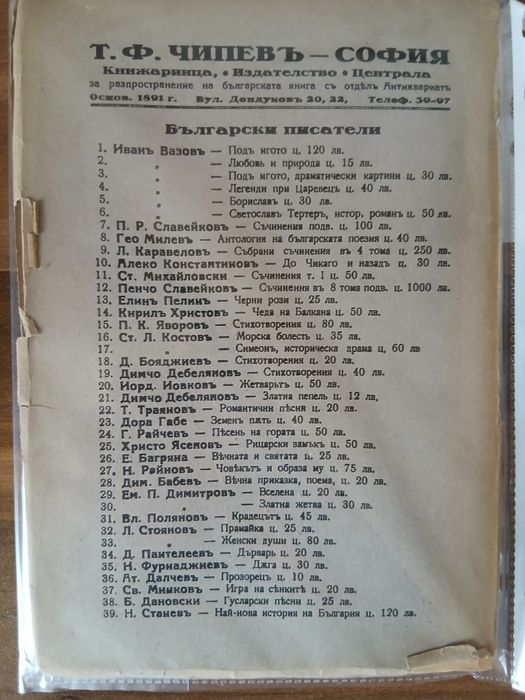 Т. Ф. ЧИПЕВЪ — СОФИЯ
Книжарница, • Издателство • Централа
за разпространение на българската книга съ отдѣлъ Антиквариатъ
Основ. 1891 г. Вул. Дондуковъ 20, 22, Телеф. 39-97
Български писатели
1. Иванъ Вазовъ — Подъ игото ц. 120 лв.
2. „ — Любовь и природа ц. 15 лв.
3. „ — Подъ игото, драматически картини ц. 30 лв.
4. „ — Легенди при Царевецъ ц. 40 лв.
5. „ — Бориславъ ц. 30 лв.
6. „ — Светославъ Тертеръ, истор. романъ ц. 50 лв.
7. П. Р. Славейковъ — Съчинения подв. ц. 100 лв.
8. Гео Милевъ — Антология на българската поезия ц. 40 лв.
9. Л. Каравеловъ — Събрани съчинения въ 4 тома ц. 250 лв.
10. Алеко Константиновъ — До Чикаго и назадъ ц. 30 лв.
11. Ст. Михайловски — Съчинения т. I ц. 50 лв.
12. Пенчо Славейковъ — Съчинения въ 8 тома подв. ц. 1000 лв.
13. Елинъ Пелинъ — Черни рози ц. 25 лв.
14. Кирилъ Христовъ — Чеда на Балкана ц. 50 лв.
15. П. К. Яворовъ — Стихотворения ц. 80 лв.
16. Ст. Л. Костовъ — Морска болесть ц. 35 лв.
17. „ — Симеонъ, историческа драма ц, 60 лв
18. Д. Бояджиевъ — Стихотворения ц. 20 лв.
19. Димчо Дебеляновъ — Стихотворения ц. 40 лв.
20. Йорд. Йовковъ — Жетварьтъ ц. 50 лв.
21. Димчо Дебеляновъ — Златна пепель ц. 12 лв,
22. Т. Траяновъ — Романтични пѣсни ц. 20 лв.
23. Дора Габе — Земенъ пѫть ц. 40 лв.
24. Г. Райчевъ — Пѣсень на гората ц. 50 лв.
25. Христо Ясеновъ — Рицарски замъкъ ц. 50 лв.
26. Е. Багряна — Вѣчната и святата ц. 25 лв.
27. Н. Райновъ — Човѣкътъ и образа му ц. 75 лв.
28. Дим. Бабевъ — Вѣчна приказка, поема, ц. 20 лв.
29. Ем. П. Димитровъ — Вселена ц. 20 лв.
30. „ — Златна жетва ц. 30 лв.
31. Вл. Поляновъ — Крадецътъ ц. 45 лв.
32. Л. Стояновъ — Прамайка ц. 25 лв.
33. „ — Женски души ц. 80 лв.
34. Д. Пантелеевъ — Дърварь ц. 20 лв.
35. Н. Фурнаджиевъ — Дѫга ц. 30 лв.
36. Ат. Далчевъ — Прозорецъ ц. 10 лв.
37. Св. Минковъ — Игра на сѣнкитѣ ц. 20 лв.
38. Б. Дановски — Гусларски пѣсни ц. 25 лв.
39. Н. Станевъ — Най-нова история на България ц. 120 лв.